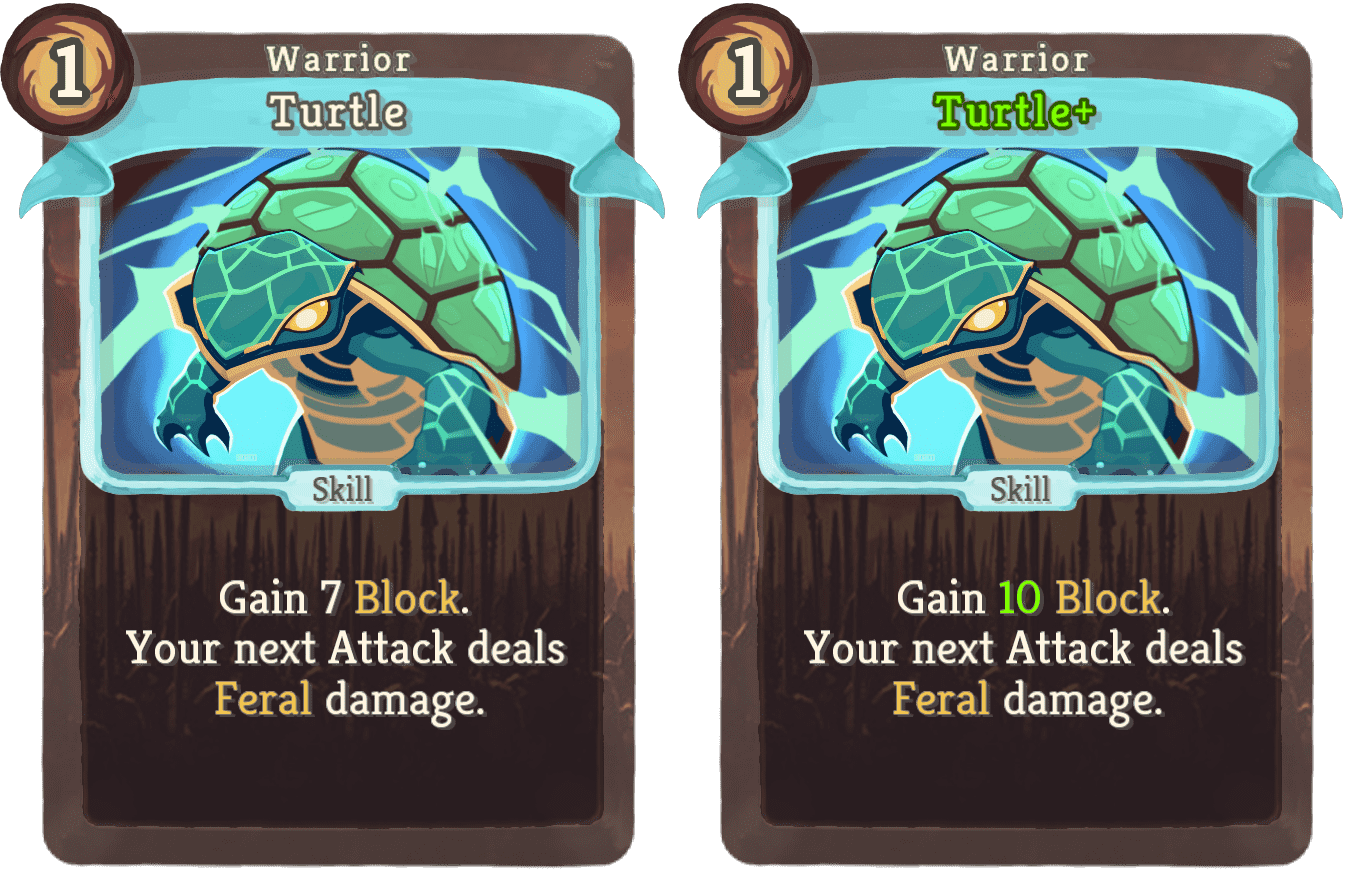 1
Warrior
Turtle
Skill
Gain 7 Block.
Your next Attack deals
Feral damage.
1
Warrior
Turtle+
Skill
Gain 10 Block.
Your next Attack deals
Feral damage.